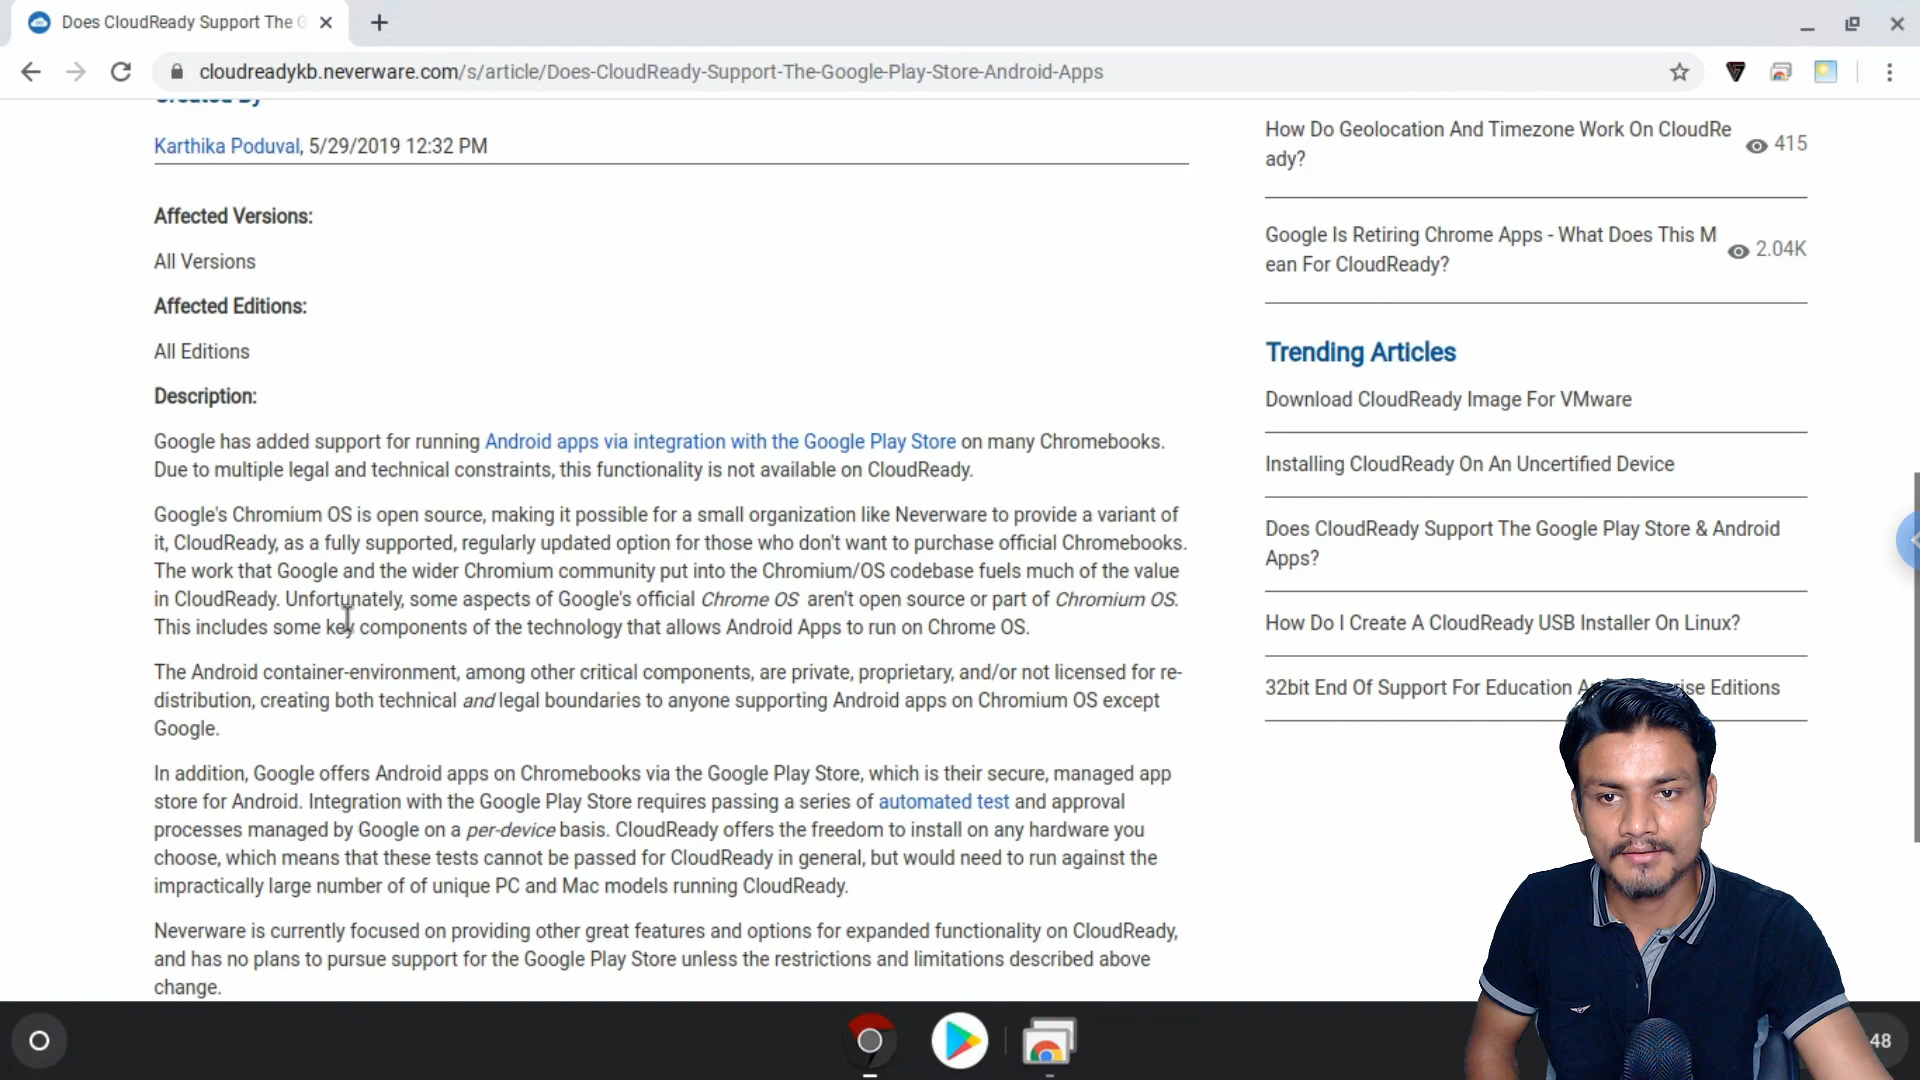 Does CloudReady Support The G
cloudreadykb.neverware.com/s/article/Does-CloudReady-Support-The-Google-Play-Store-Android-Apps
Created By
Karthika Poduval, 5/29/2019 12:32 PM
Affected Versions:
All Versions
Affected Editions:
All Editions
Description:
Google has added support for running Android apps via integration with the Google Play Store on many Chromebooks.
Due to multiple legal and technical constraints, this functionality is not available on CloudReady.
Google's Chromium OS is open source, making it possible for a small organization like Neverware to provide a variant of
it, CloudReady, as a fully supported, regularly updated option for those who don't want to purchase official Chromebooks.
The work that Google and the wider Chromium community put into the Chromium/OS codebase fuels much of the value
in CloudReady. Unfortunately, some aspects of Google's official Chrome OS aren't open source or part of Chromium OS.
This includes some key components of the technology that allows Android Apps to run on Chrome OS.
The Android container-environment, among other critical components, are private, proprietary, and/or not licensed for re-
distribution, creating both technical and legal boundaries to anyone supporting Android apps on Chromium OS except
Google.
In addition, Google offers Android apps on Chromebooks via the Google Play Store, which is their secure, managed app
store for Android. Integration with the Google Play Store requires passing a series of automated test and approval
processes managed by Google on a per-device basis. CloudReady offers the freedom to install on any hardware you
choose, which means that these tests cannot be passed for CloudReady in general, but would need to run against the
impractically large number of of unique PC and Mac models running CloudReady.
Neverware is currently focused on providing other great features and options for expanded functionality on CloudReady,
and has no plans to pursue support for the Google Play Store unless the restrictions and limitations described above
change.
How Do Geolocation And Timezone Work On CloudRe
ady?
415
Google Is Retiring Chrome Apps - What Does This M
ean For CloudReady?
2.04K
Trending Articles
Download CloudReady Image For VMware
Installing CloudReady On An Uncertified Device
Does CloudReady Support The Google Play Store & Android
Apps?
How Do I Create A CloudReady USB Installer On Linux?
32bit End Of Support For Education Editions
48